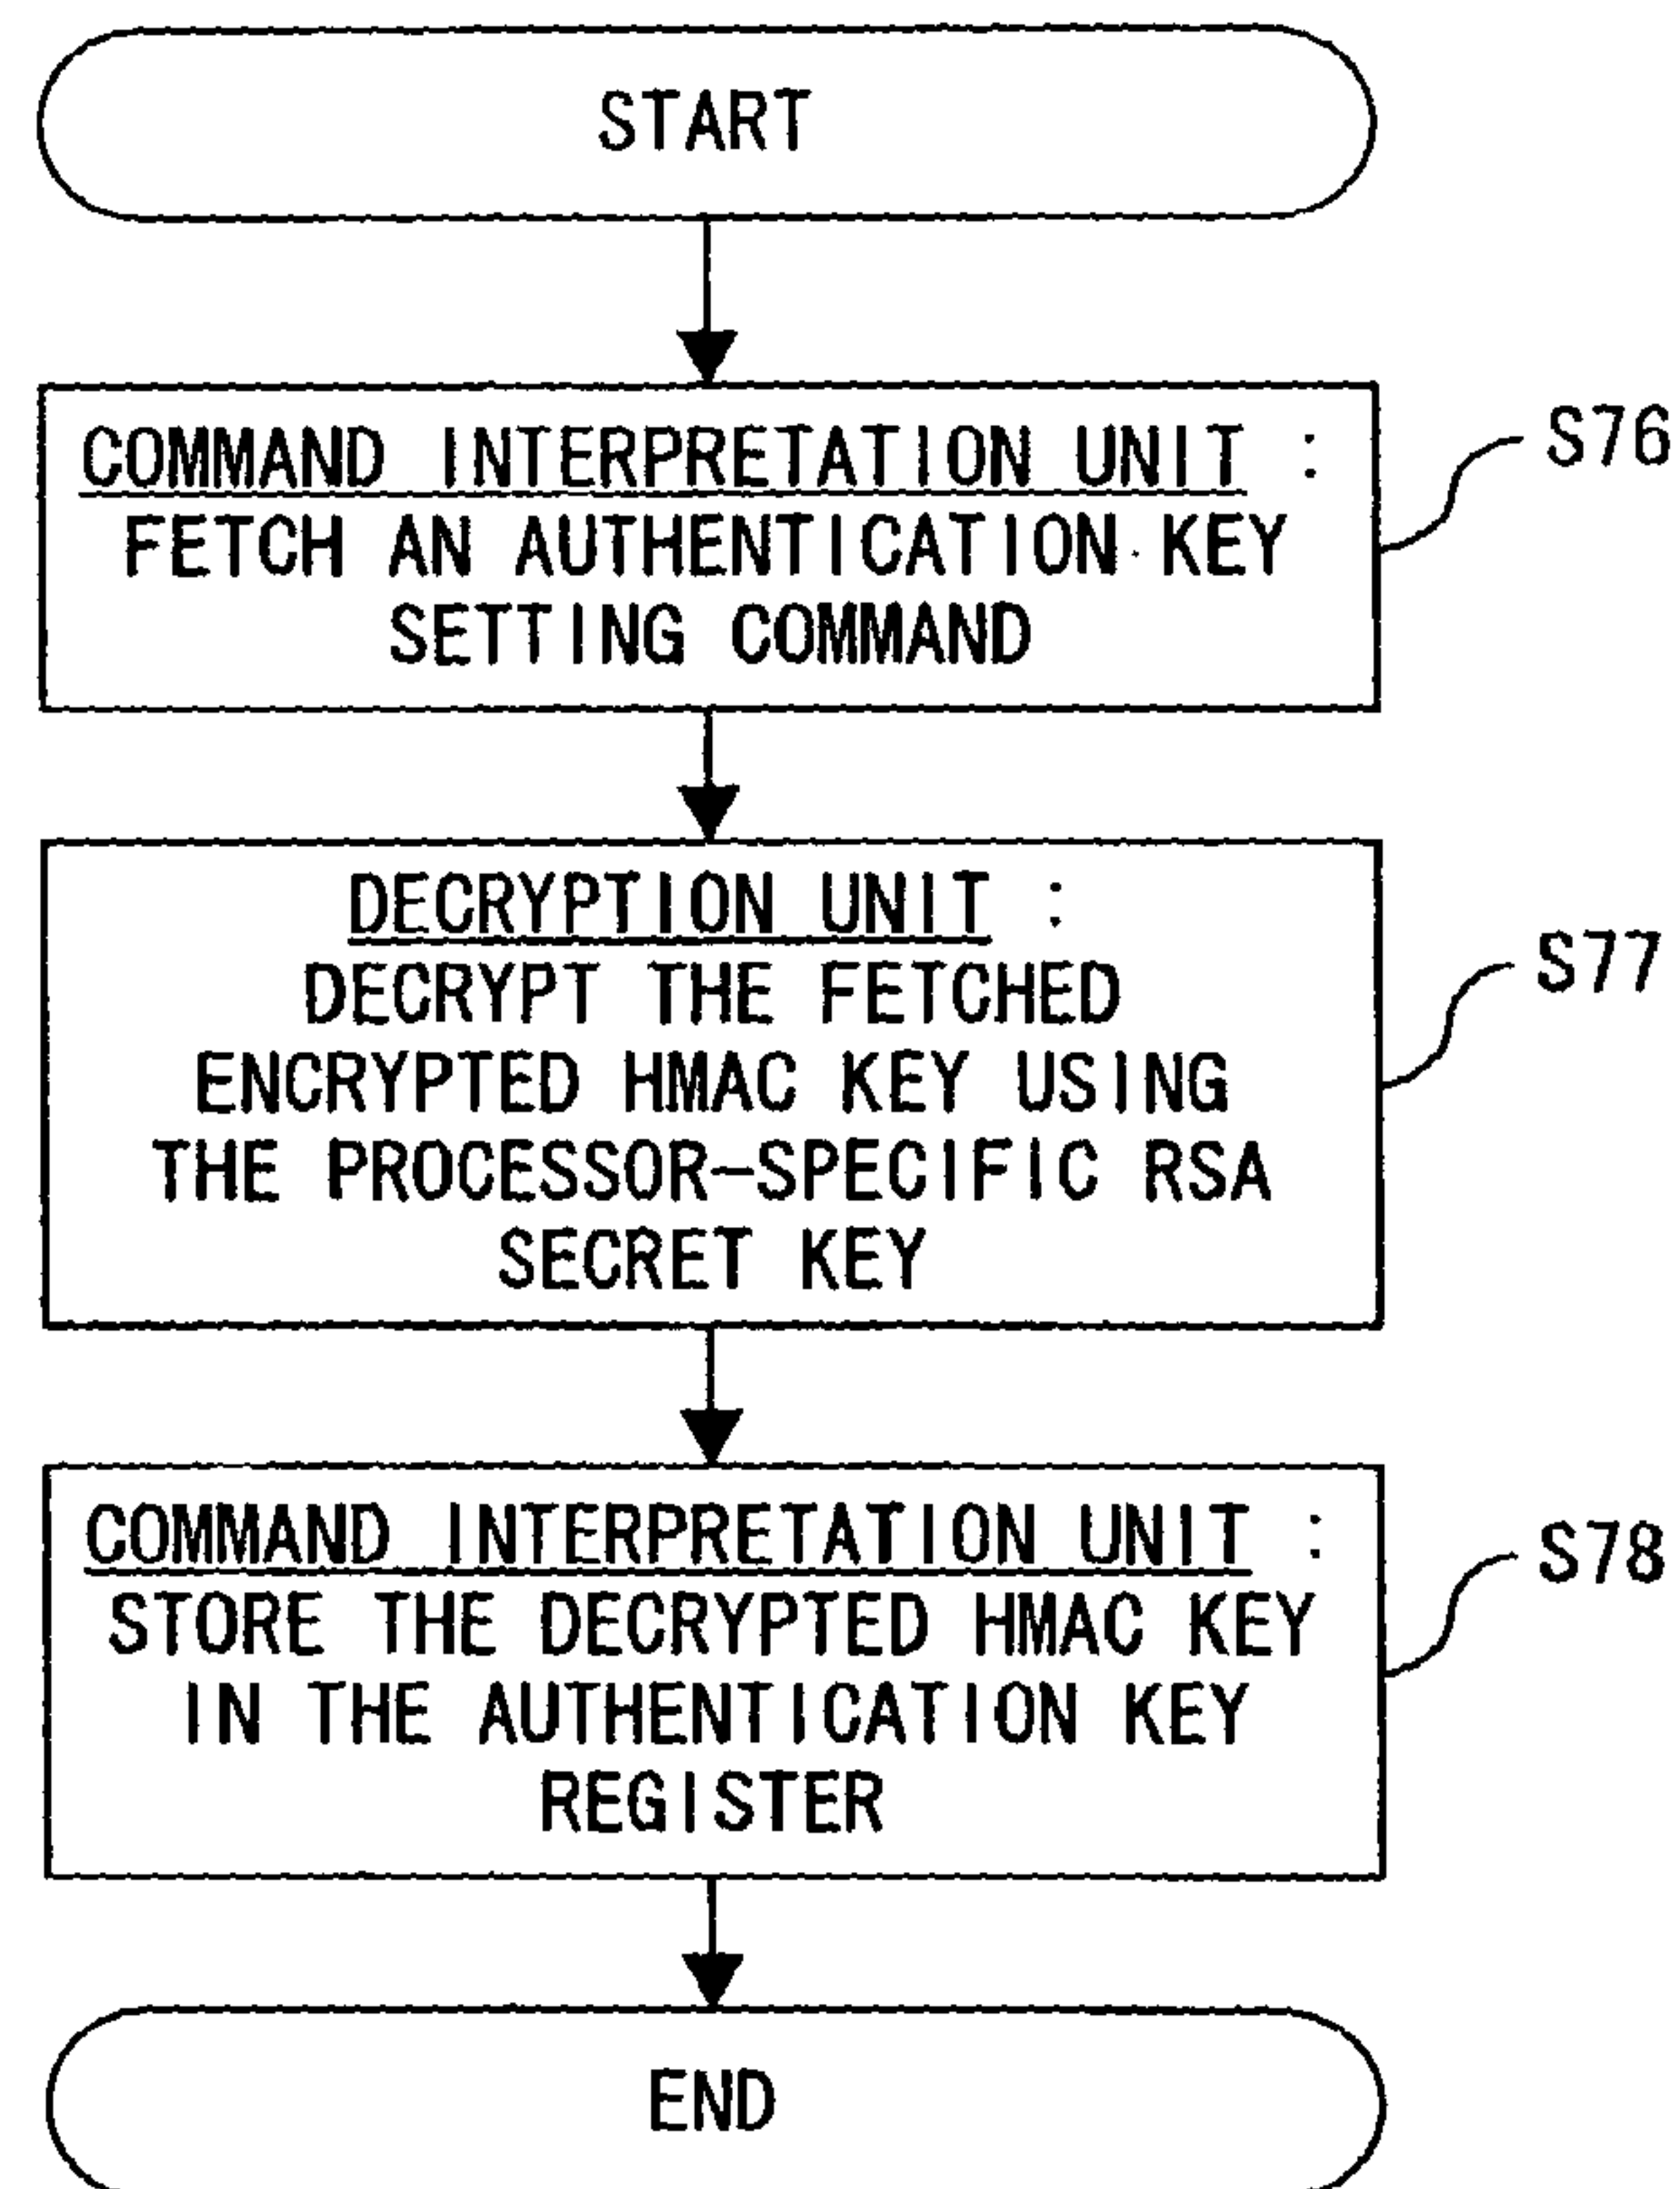 START
COMMAND INTERPRETATION UNIT :
FETCH AN AUTHENTICATION KEY
SETTING COMMAND
S76
DECRYPTION UNIT :
DECRYPT THE FETCHED
ENCRYPTED HMAC KEY USING
THE PROCESSOR-SPECIFIC RSA
SECRET KEY
S77
COMMAND INTERPRETATION UNIT :
STORE THE DECRYPTED HMAC KEY
IN THE AUTHENTICATION KEY
REGISTER
S78
END